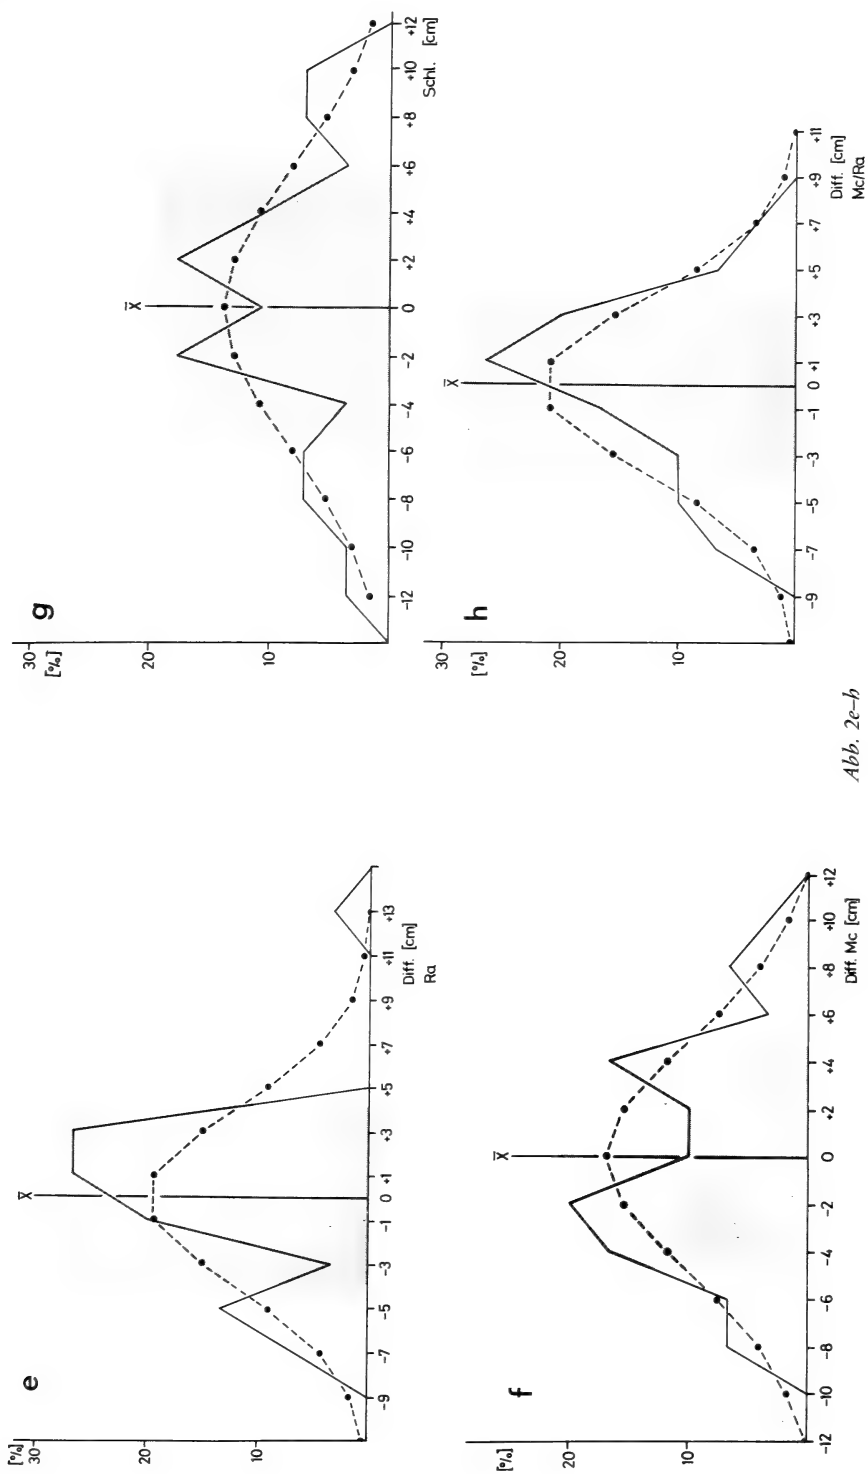 e
[%]
30
20
10
x̄
-9 -7 -5 -3 -1 0 +1 +3 +5 +7 +9 +11 +13
Diff. [cm]
Ra
f
[%]
20
10
x̄
-12 -10 -8 -6 -4 -2 0 +2 +4 +6 +8 +10 +12
Diff. Mc [cm]
g
30
[%]
20
10
x̄
-12 -10 -8 -6 -4 -2 0 +2 +4 +6 +8 +10 +12
Schl. [cm]
h
30
[%]
20
10
x̄
-9 -7 -5 -3 -1 0 +1 +3 +5 +7 +9 +11
Diff. [cm]
Mc/Ra
Abb. 2e–h